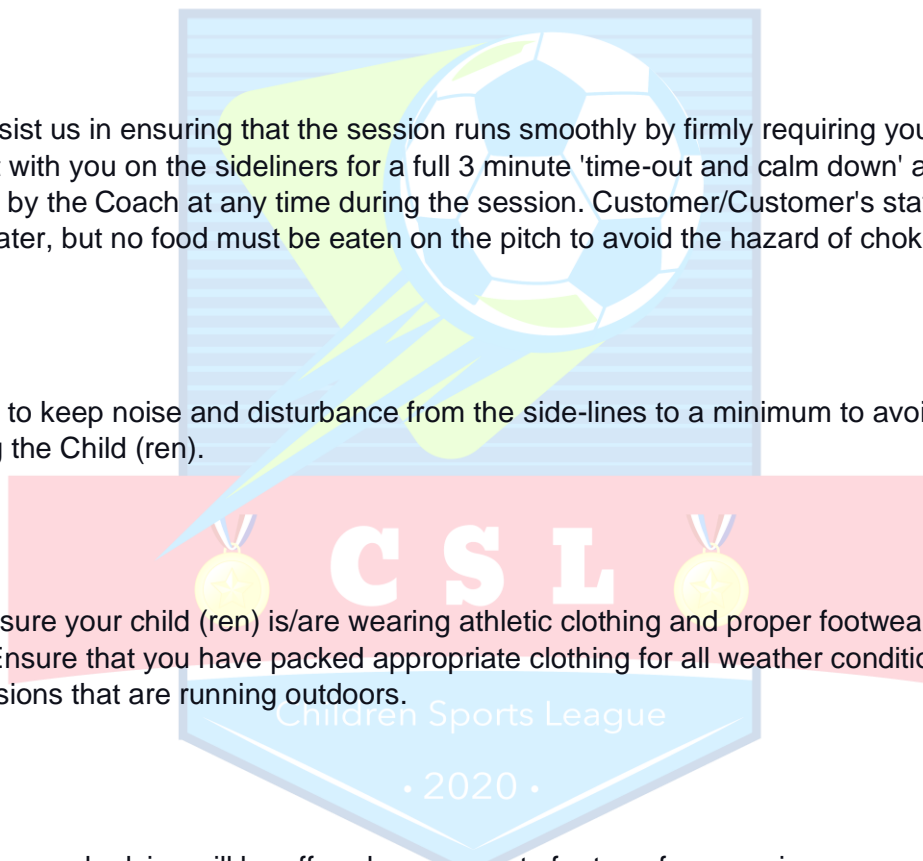 sist us in ensuring that the session runs smoothly by firmly requiring you
t with you on the sideliners for a full 3 minute 'time-out and calm down' a
by the Coach at any time during the session. Customer/Customer's sta
ater, but no food must be eaten on the pitch to avoid the hazard of chok
to keep noise and disturbance from the side-lines to a minimum to avoi
g the Child (ren).
CSL
sure your child (ren) is/are wearing athletic clothing and proper footwea
Ensure that you have packed appropriate clothing for all weather conditio
sions that are running outdoors.
Children Sports League
• 2020 •